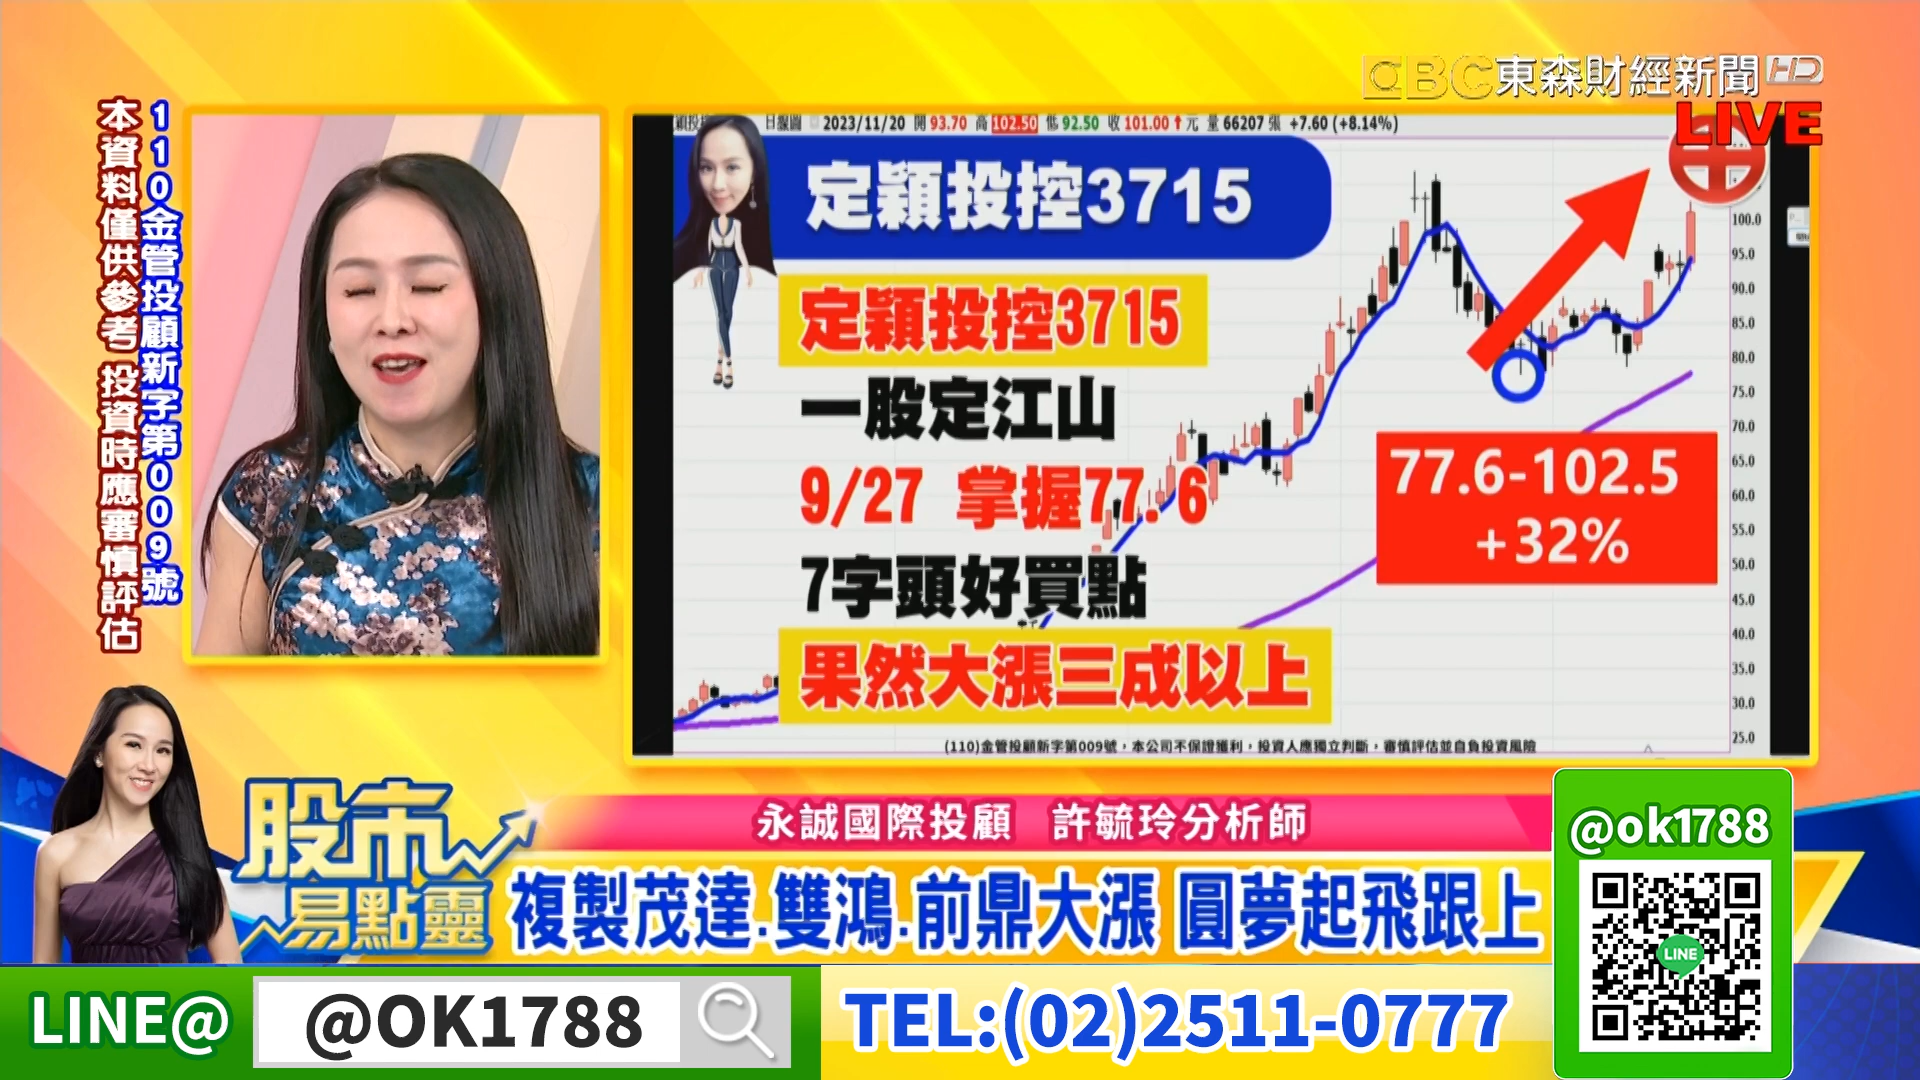 EBC東森財經新聞HD
LIVE
110金管投顧新字第009號
本資料僅供參考 投資時應審慎評估
日線圖 2023/11/20 開 93.70 高 102.50 低 92.50 收 101.00 元 量 66207 張 +7.60 (+8.14%)
定穎投控3715
定穎投控3715
一股定江山
9/27 掌握77.6
7字頭好買點
果然大漲三成以上
77.6-102.5
+32%
100.0
95.0
90.0
85.0
80.0
75.0
70.0
65.0
60.0
55.0
50.0
45.0
40.0
35.0
30.0
25.0
(110)金管投顧新字第009號，本公司不保證獲利，投資人應獨立判斷，審慎評估並自負投資風險
股市易點靈
永誠國際投顧 許毓玲分析師
複製茂達.雙鴻.前鼎大漲 圓夢起飛跟上
@ok1788
LINE
LINE@ @OK1788
TEL:(02)2511-0777